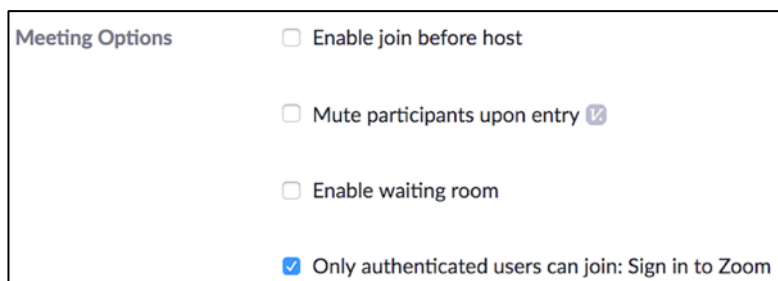 Meeting Options
Enable join before host
Mute participants upon entry V.
Enable waiting room
Only authenticated users can join: Sign in to Zoom